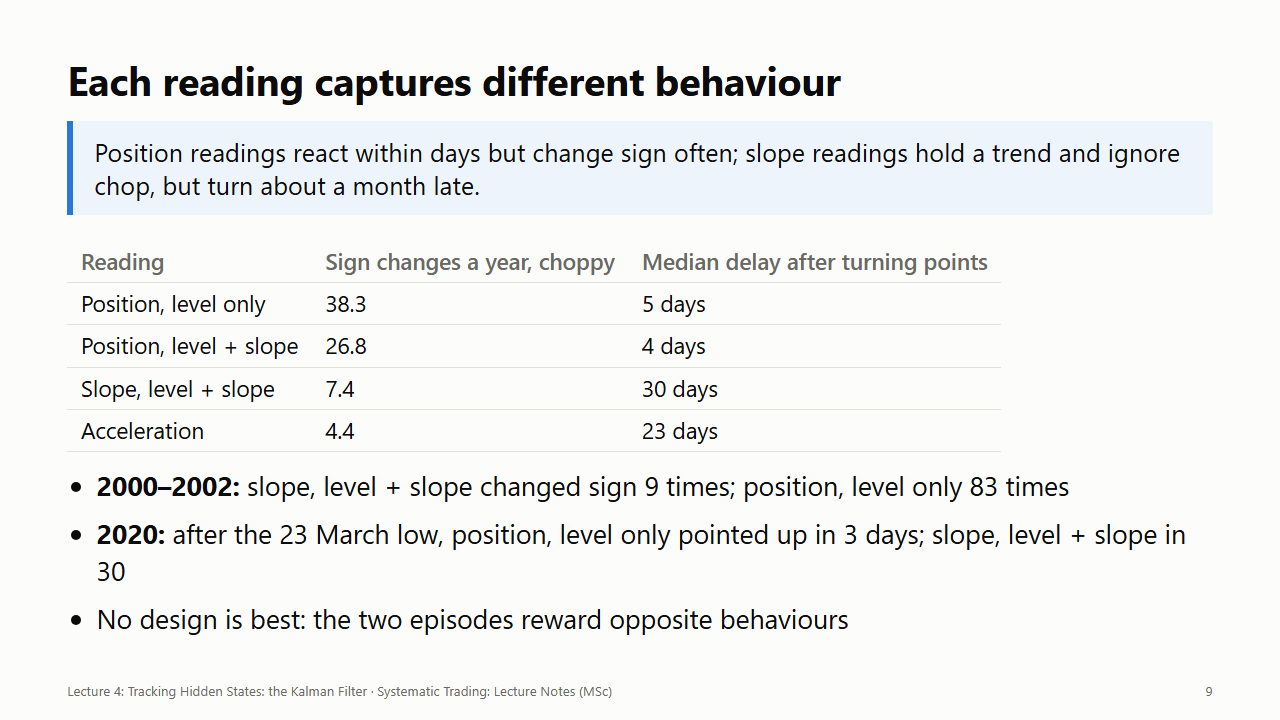 Each reading captures different behaviour
Position readings react within days but change sign often; slope readings hold a trend and ignore
chop, but turn about a month late.
Reading Sign changes a year, choppy Median delay after turning points
Position, level only 38.3 5 days
Position, level + slope 26.8 4 days
Slope, level + slope 7.4 30 days
Acceleration 4.4 23 days
• 2000–2002: slope, level + slope changed sign 9 times; position, level only 83 times
• 2020: after the 23 March low, position, level only pointed up in 3 days; slope, level + slope in
30
• No design is best: the two episodes reward opposite behaviours
Lecture 4: Tracking Hidden States: the Kalman Filter · Systematic Trading: Lecture Notes (MSc) 9